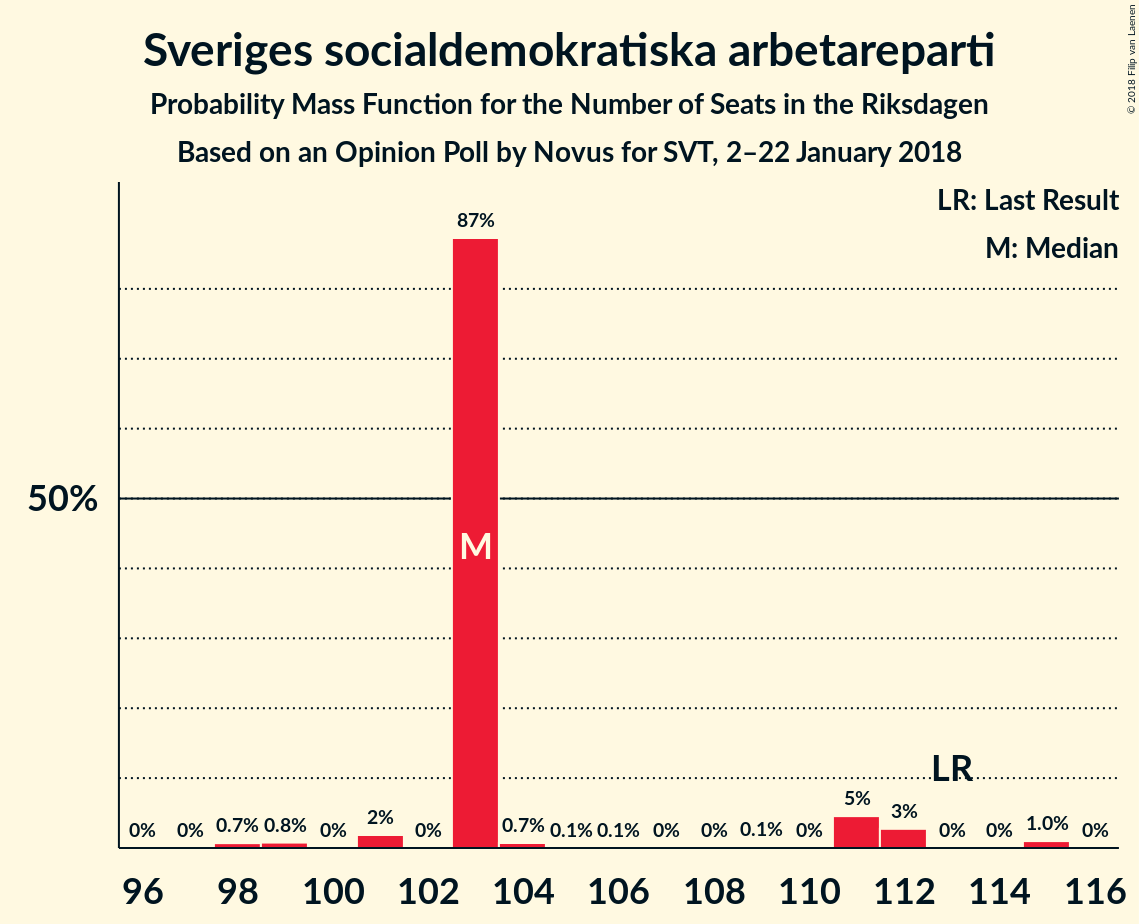 Sveriges socialdemokratiska arbetareparti
Probability Mass Function for the Number of Seats in the Riksdagen
Based on an Opinion Poll by Novus for SVT, 2–22 January 2018
© 2018 Filip van Laenen
LR: Last Result
M: Median
87%
50%
M
LR
0% 0% 0.7% 0.8% 0% 2% 0% 0.7% 0.1% 0.1% 0% 0% 0.1% 0% 5% 3% 0% 0% 1.0% 0%
96 98 100 102 104 106 108 110 112 114 116